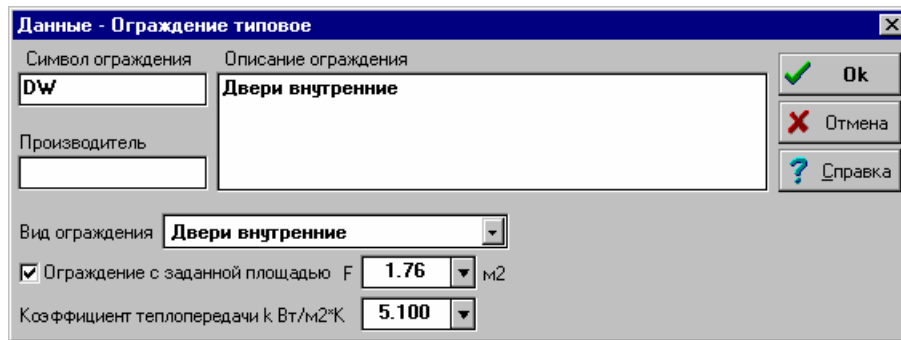 Данные - Ограждение типовое
Символ ограждения
Описание ограждения
DW
Двери внутренние
Ok
Отмена
Производитель
Справка
Вид ограждения Двери внутренние
Ограждение с заданной площадью F 1.76 м2
Коэффициент теплопередачи k Вт/м2*K 5.100